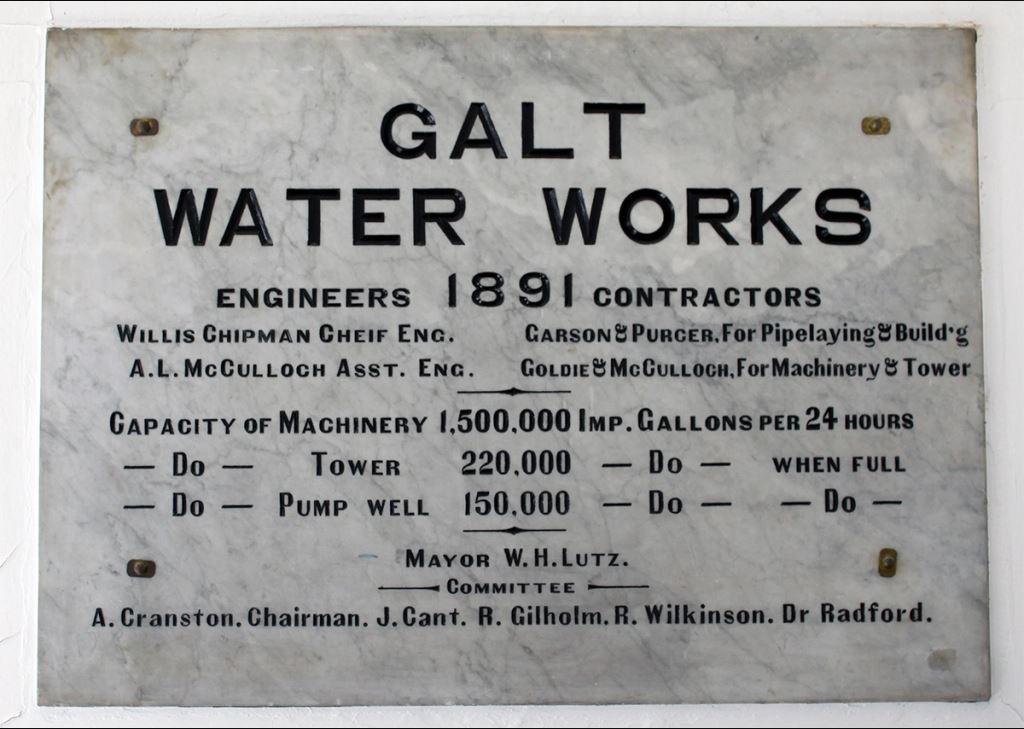 GALT
WATER WORKS
ENGINEERS 1891 CONTRACTORS
WILLIS CHIPMAN CHEIF ENG. GARSON & PURCER, For Pipelaying & Build'g
A.L. MCCULLOCH ASST. ENG. GOLDIE & MCCULLOCH, For Machinery & Tower
CAPACITY OF MACHINERY 1,500,000 IMP. GALLONS PER 24 HOURS
— Do — TOWER 220,000 — Do — WHEN FULL
— Do — PUMP WELL 150,000 — Do — — Do —
MAYOR W.H. LUTZ.
COMMITTEE
A. Cranston. Chairman. J. Cant. R. Gilholm. R. Wilkinson. Dr Radford.